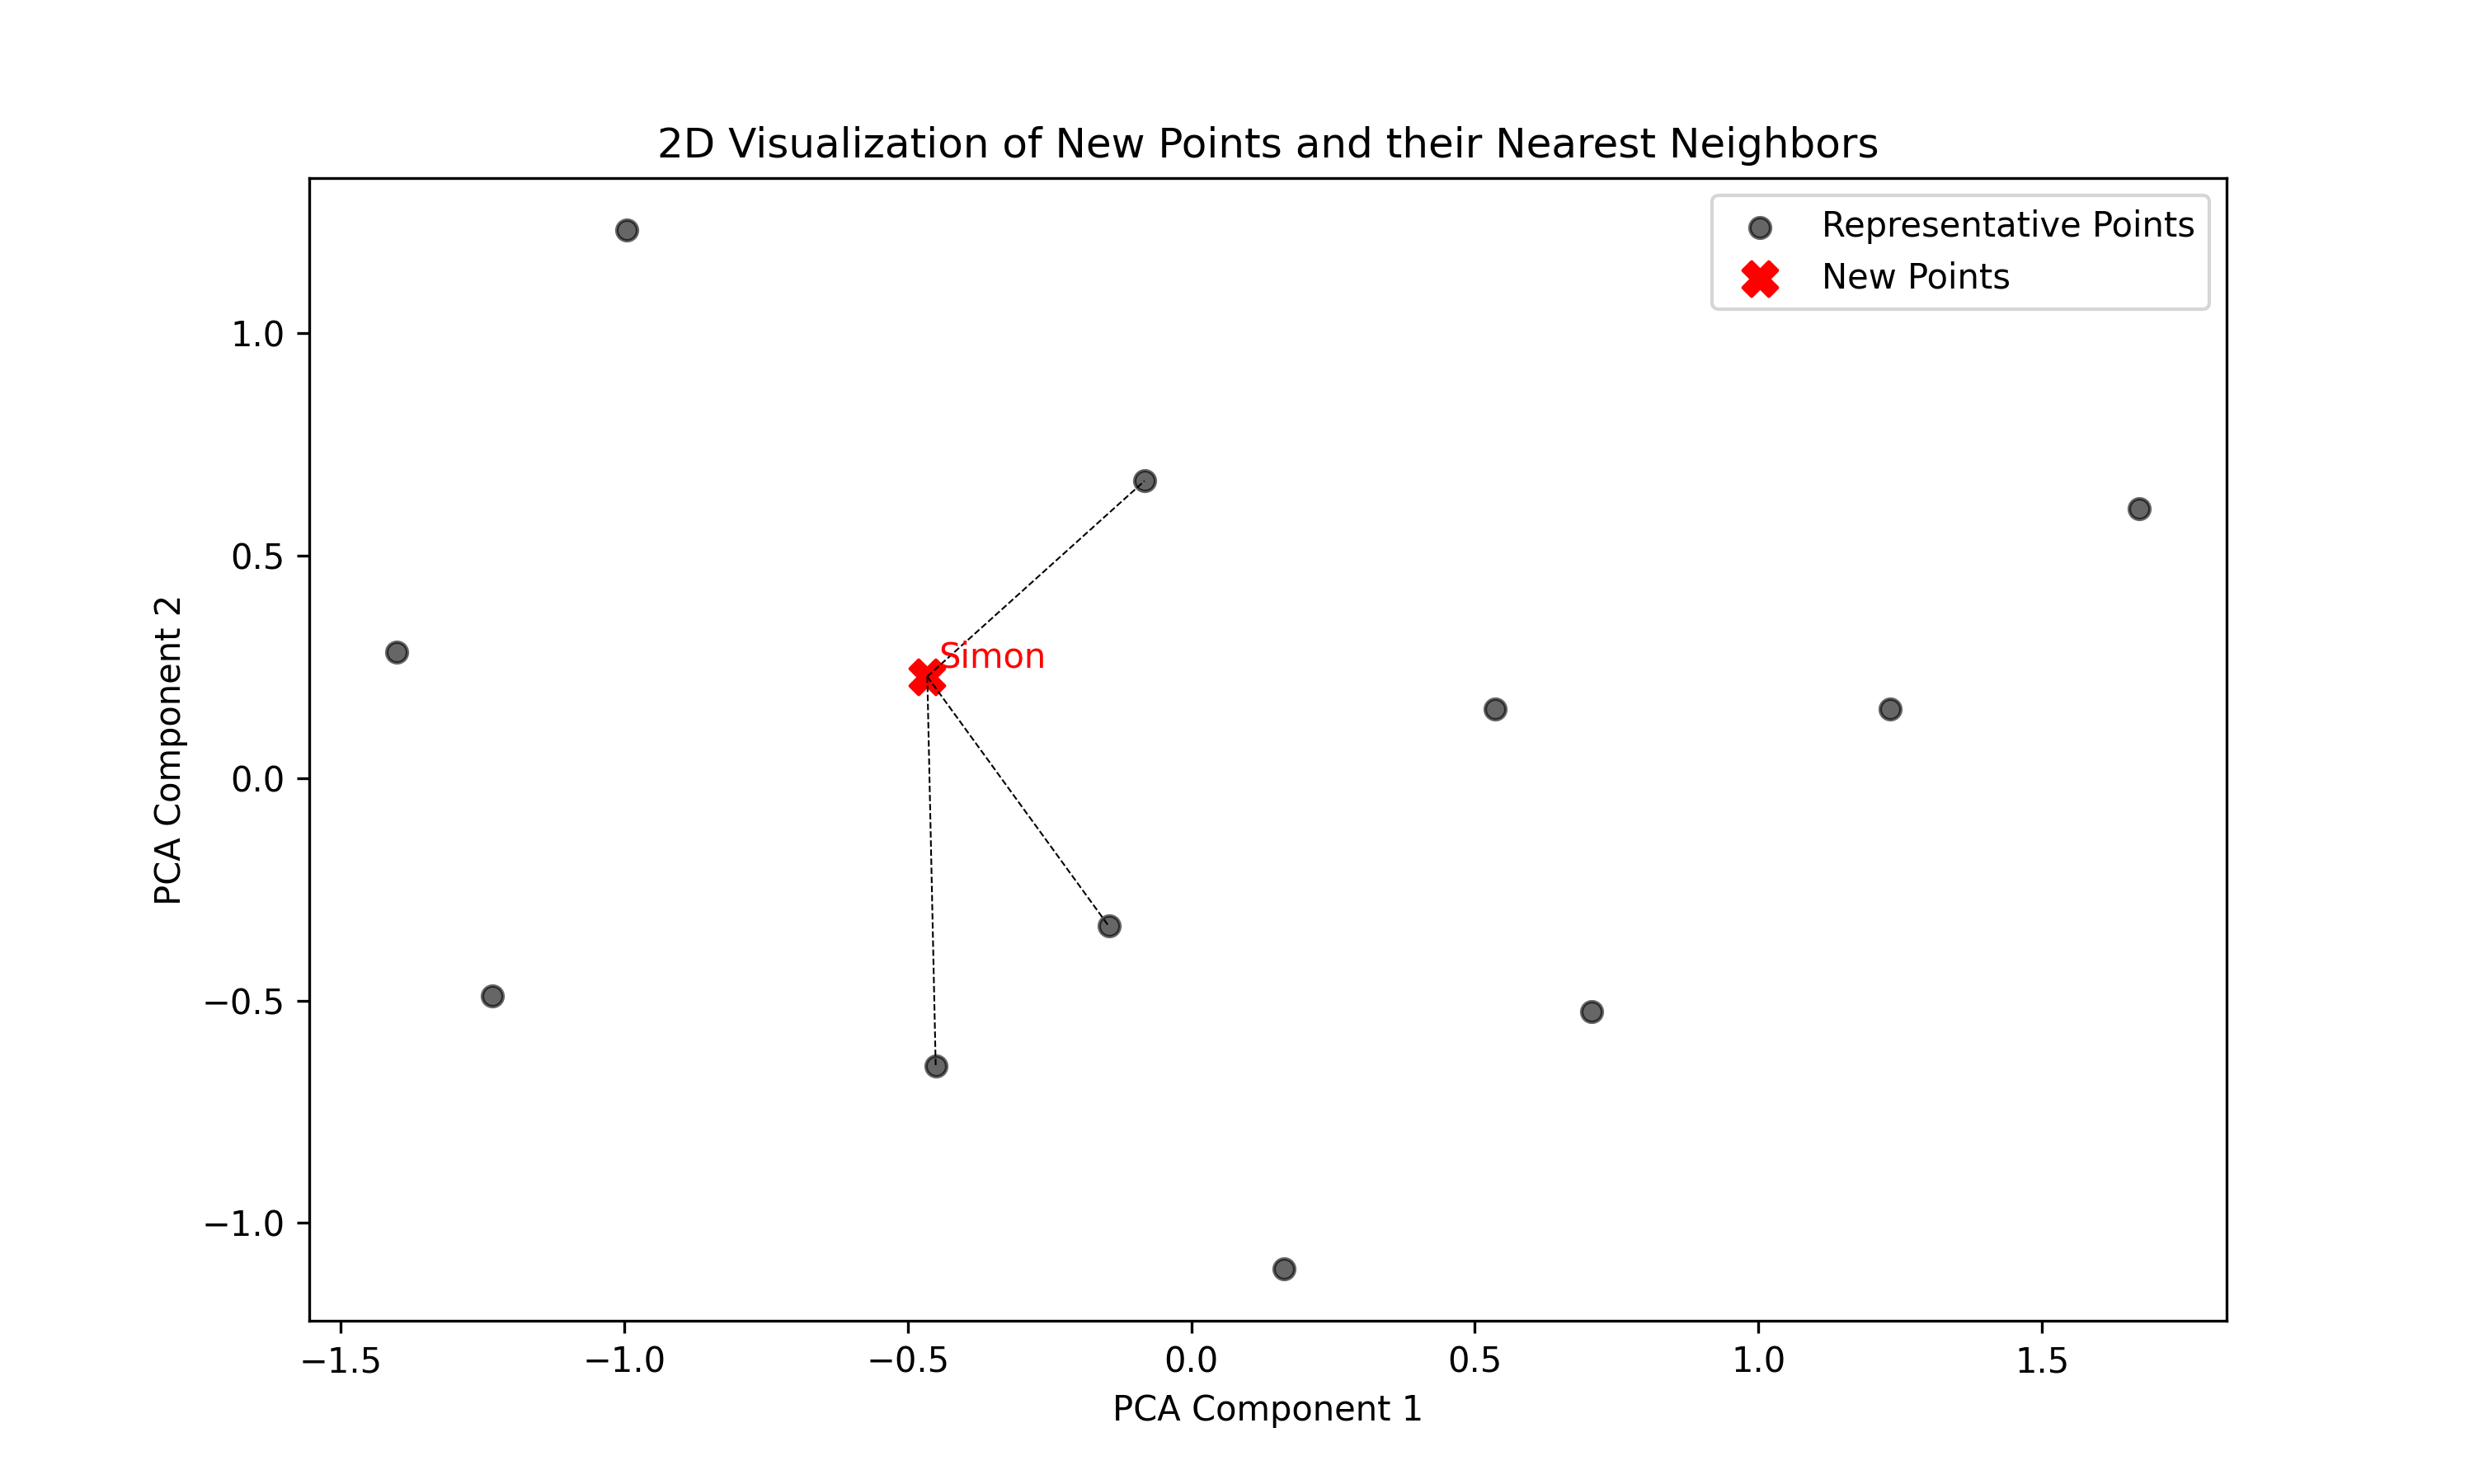 2D Visualization of New Points and their Nearest Neighbors
Representative Points
New Points
1.0
0.5
0.0
−0.5
−1.0
PCA Component 2
Simon
−1.5
−1.0
−0.5
0.0
0.5
1.0
1.5
PCA Component 1